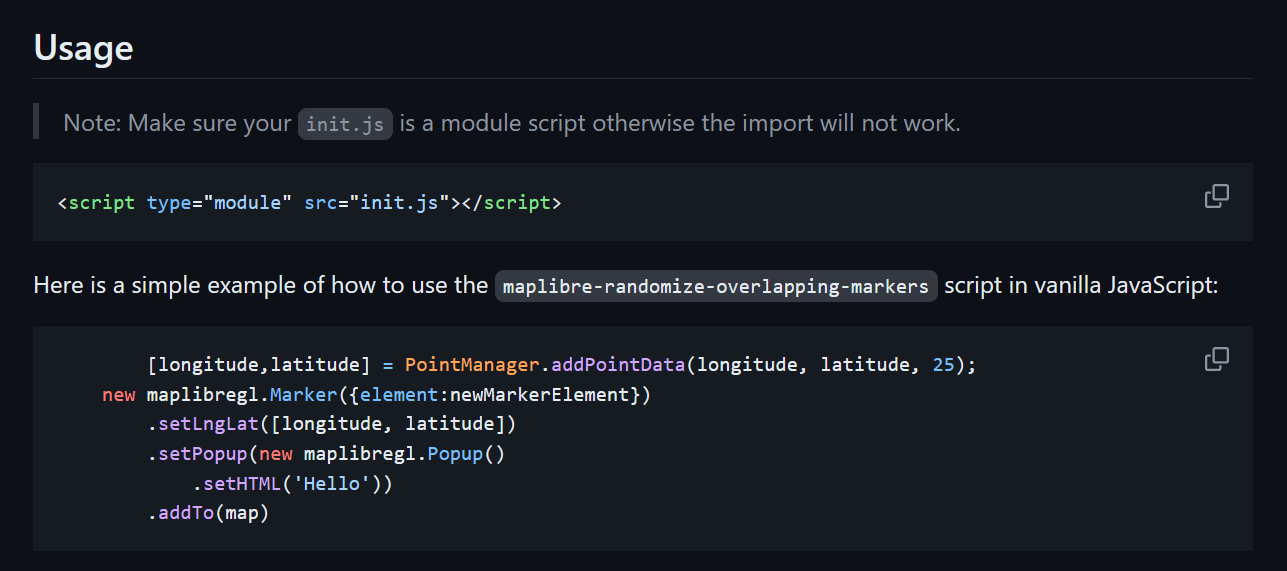 Usage
Note: Make sure your init.js is a module script otherwise the import will not work.
<script type="module" src="init.js"></script>
Here is a simple example of how to use the maplibre-randomize-overlapping-markers script in vanilla JavaScript:
        [longitude,latitude] = PointManager.addPointData(longitude, latitude, 25);
    new maplibregl.Marker({element:newMarkerElement})
        .setLngLat([longitude, latitude])
        .setPopup(new maplibregl.Popup()
            .setHTML('Hello'))
        .addTo(map)